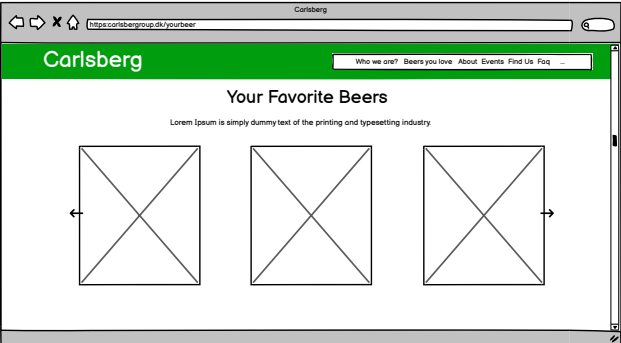 Carlsberg
https:carlsbergroup.dk/yourbeer
Carlsberg
Who we are? Beers you love About Events Find Us Faq ...
Your Favorite Beers
Lorem Ipsum is simply dummy text of the printing and typesetting industry.